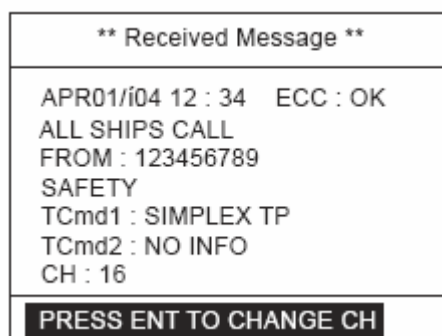 ** Received Message **
APR01/í04 12 : 34 ECC : OK
ALL SHIPS CALL
FROM : 123456789
SAFETY
TCmd1 : SIMPLEX TP
TCmd2 : NO INFO
CH : 16
PRESS ENT TO CHANGE CH